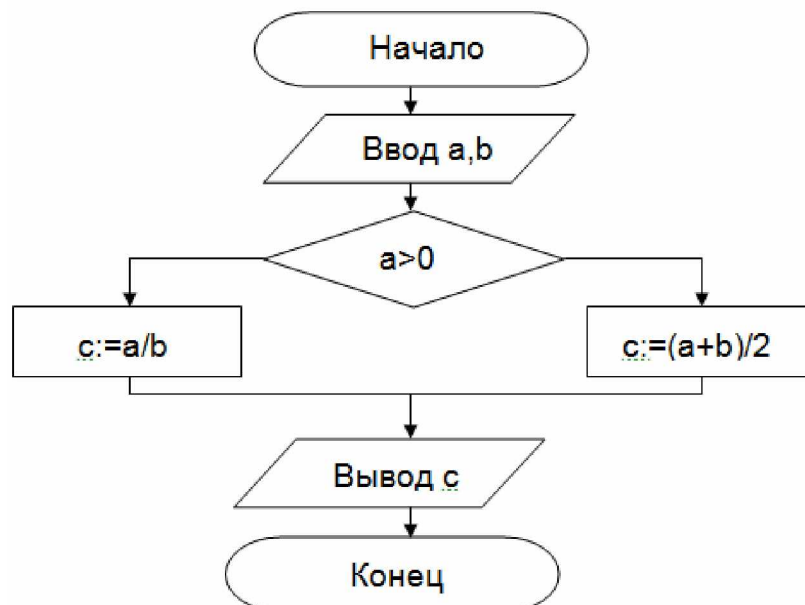 Начало
Ввод a,b
a>0
c:=a/b
c:=(a+b)/2
Вывод c
Конец